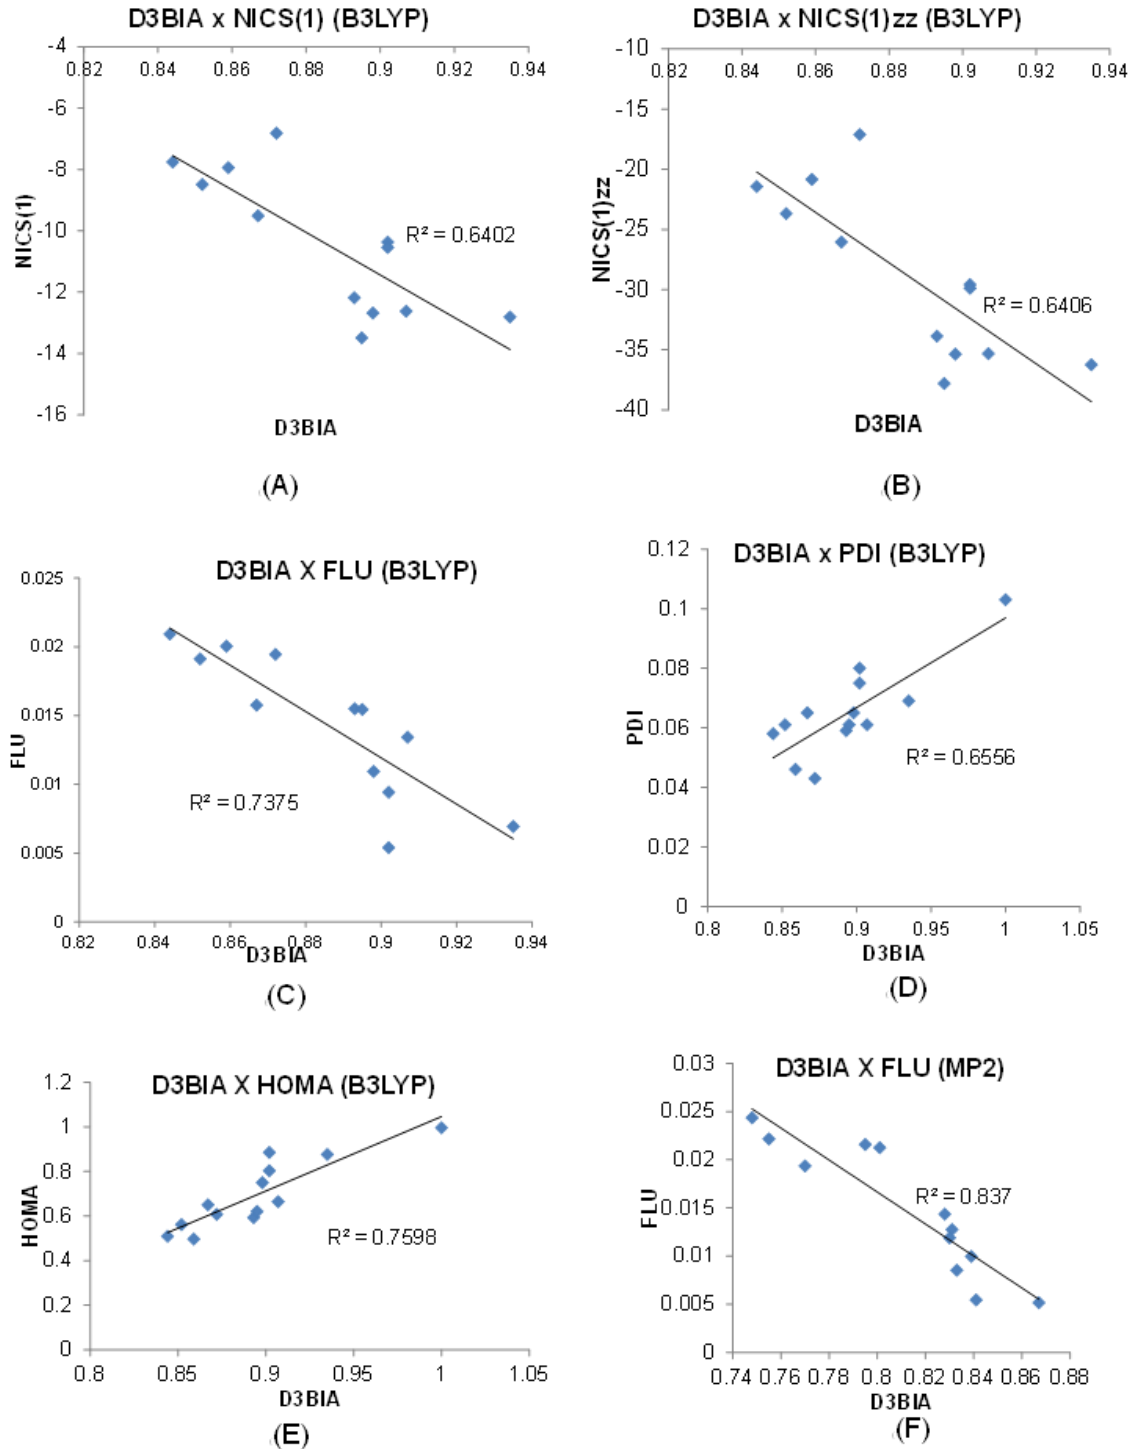 D3BIA x NICS(1) (B3LYP)
-4
0.82 0.84 0.86 0.88 0.9 0.92 0.94
-6
-8
-10
-12
-14
-16
NICS(1)
R² = 0.6402
D3BIA
(A)
D3BIA x NICS(1)zz (B3LYP)
-10
0.82 0.84 0.86 0.88 0.9 0.92 0.94
-15
-20
-25
-30
-35
-40
NICS(1)zz
R² = 0.6406
D3BIA
(B)
D3BIA X FLU (B3LYP)
0.025
0.02
0.015
0.01
0.005
0
FLU
R² = 0.7375
0.82 0.84 0.86 0.88 0.9 0.92 0.94
D3BIA
(C)
D3BIA x PDI (B3LYP)
0.12
0.1
0.08
0.06
0.04
0.02
0
PDI
R² = 0.6556
0.8 0.85 0.9 0.95 1 1.05
D3BIA
(D)
D3BIA X HOMA (B3LYP)
1.2
1
0.8
0.6
0.4
0.2
0
HOMA
R² = 0.7598
0.8 0.85 0.9 0.95 1 1.05
D3BIA
(E)
D3BIA X FLU (MP2)
0.03
0.025
0.02
0.015
0.01
0.005
0
FLU
R² = 0.837
0.74 0.76 0.78 0.8 0.82 0.84 0.86 0.88
D3BIA
(F)